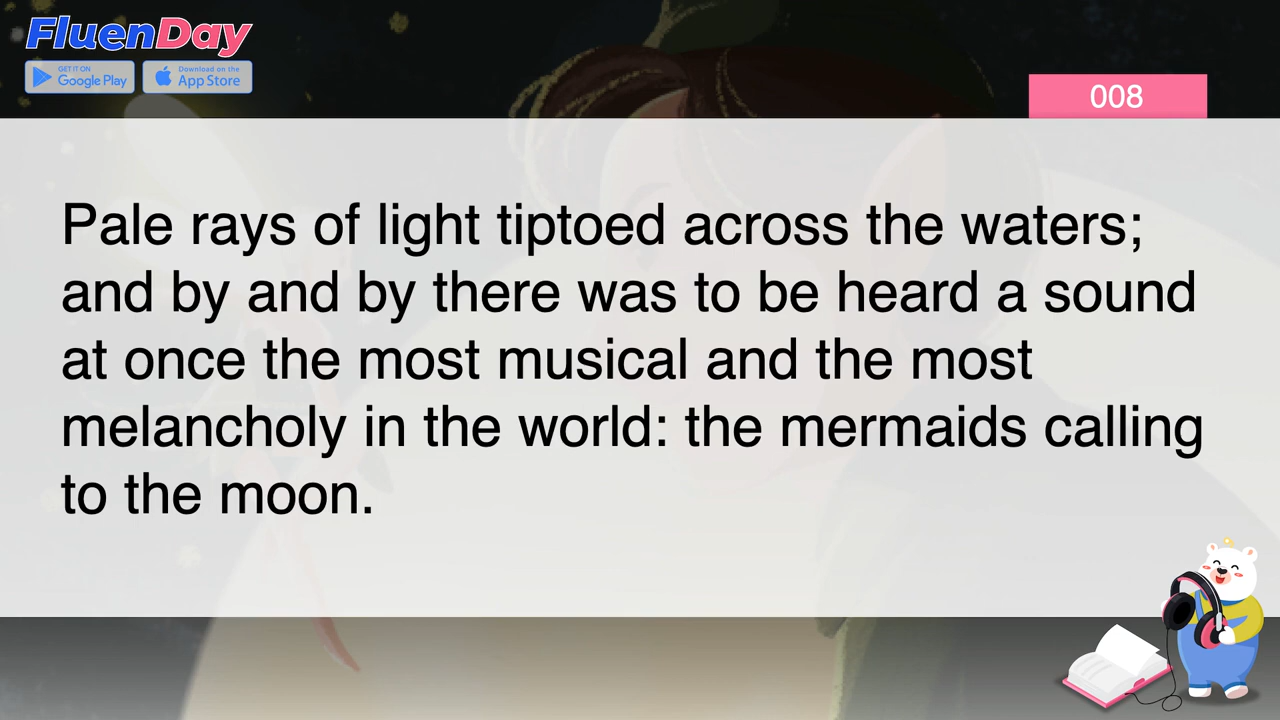 FluenDay
GET IT ON
Google Play
Download on the
App Store
008
Pale rays of light tiptoed across the waters;
and by and by there was to be heard a sound
at once the most musical and the most
melancholy in the world: the mermaids calling
to the moon.